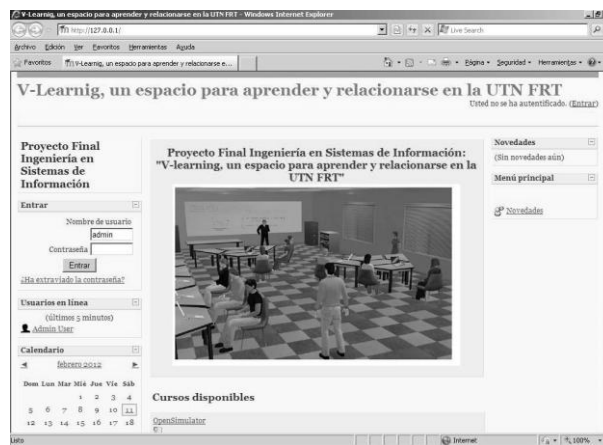 V-Learnig, un espacio para aprender y relacionarse en la UTN FRT - Windows Internet Explorer
http://127.0.0.1/
Live Search
Archivo Edición Ver Favoritos Herramientas Ayuda
Favoritos V-Learnig, un espacio para aprender y relacionarse e...
Página Seguridad Herramientas
V-Learnig, un espacio para aprender y relacionarse en la UTN FRT
Usted no se ha autentificado. (Entrar)
Proyecto Final
Ingeniería en
Sistemas de
Información
Entrar
Nombre de usuario
admin
Contraseña
Entrar
¿Ha extraviado la contraseña?
Usuarios en línea
(últimos 5 minutos)
Admin User
Calendario
febrero 2012
Dom Lun Mar Mié Jue Vie Sáb
1 2 3 4
5 6 7 8 9 10 11
12 13 14 15 16 17 18
Proyecto Final Ingeniería en Sistemas de Información:
"V-learning, un espacio para aprender y relacionarse en la
UTN FRT"
Cursos disponibles
OpenSimulator
Novedades
(Sin novedades aún)
Menú principal
Novedades
Listo
Internet
100%